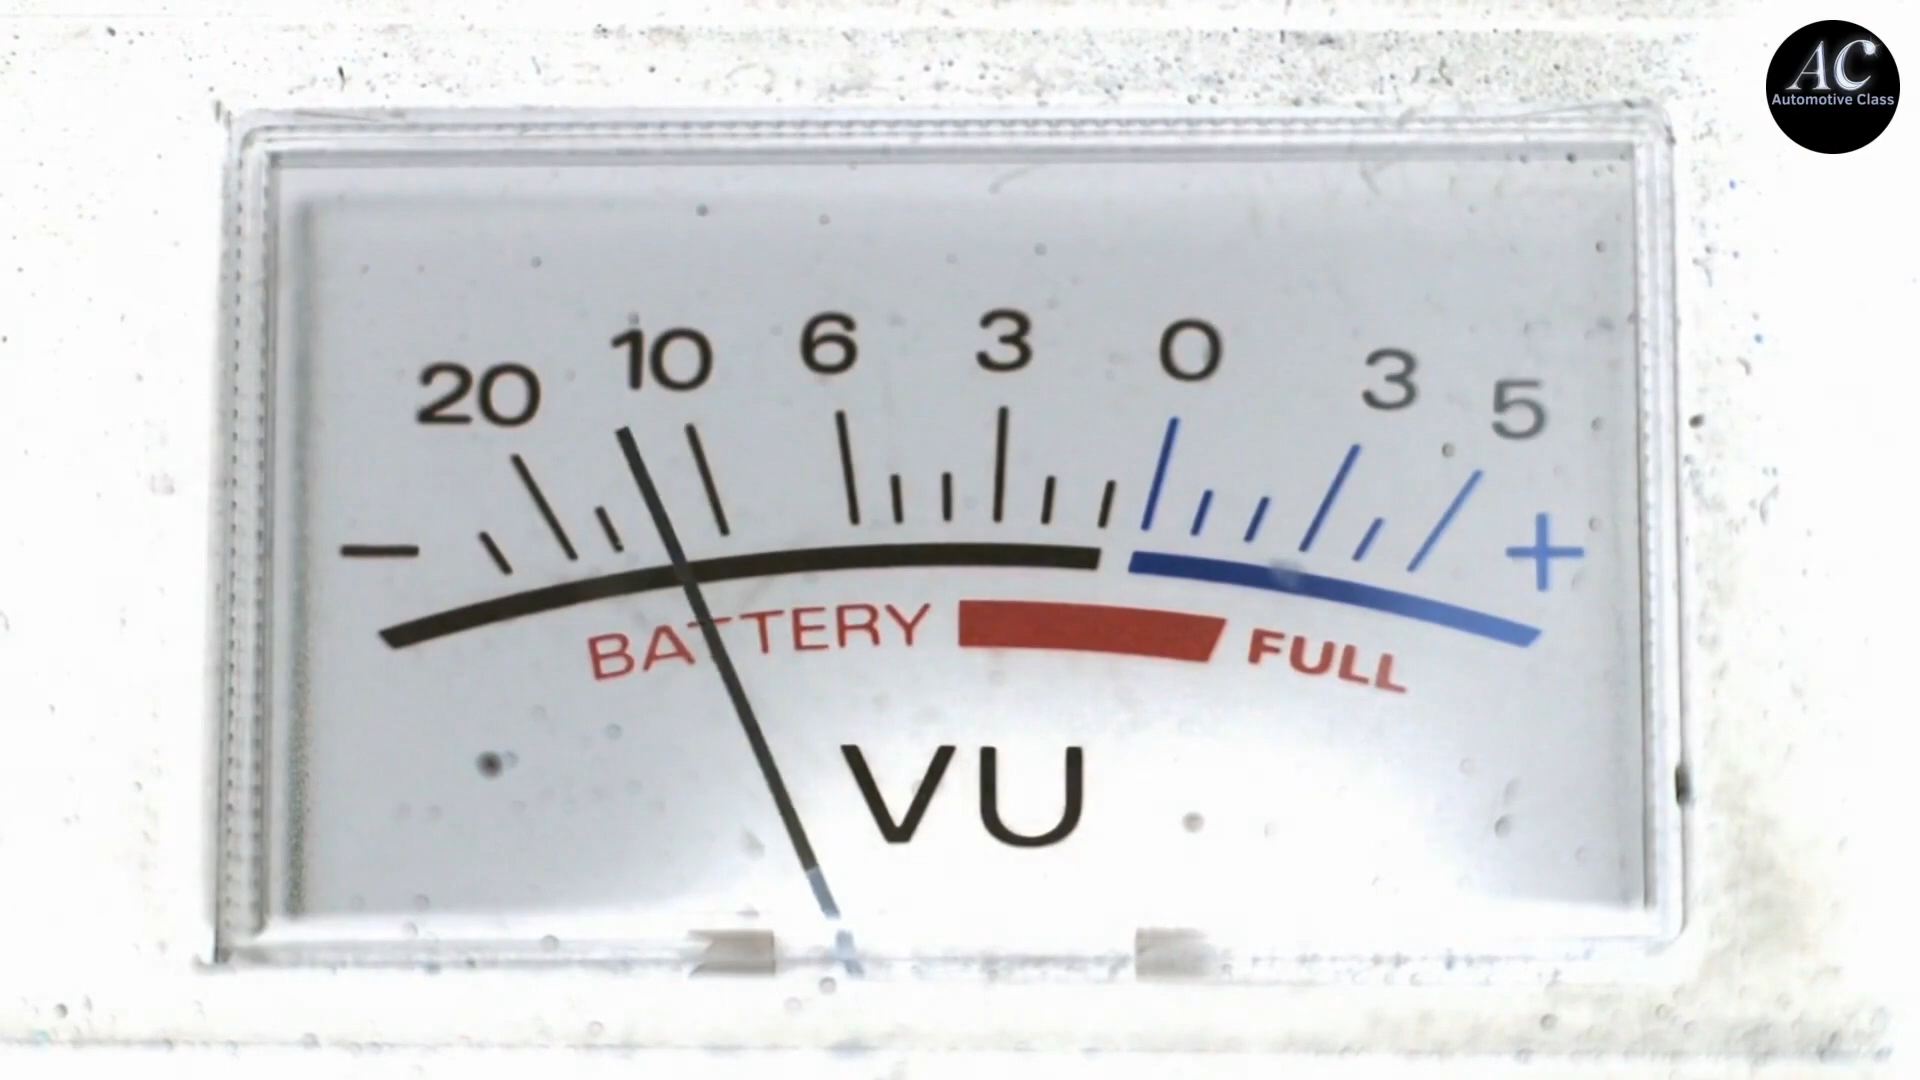 AC
Automotive Class
20 10 6 3 0 3 5
− +
BATTERY FULL
VU